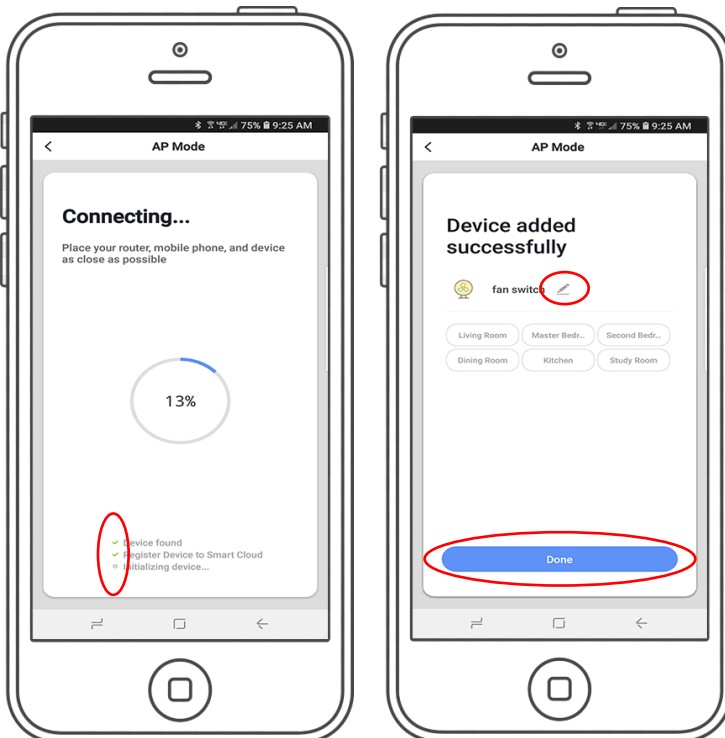 75% 9:25 AM
AP Mode
Connecting...
Place your router, mobile phone, and device
as close as possible
13%
Device found
Register Device to Smart Cloud
Initializing device...
75% 9:25 AM
AP Mode
Device added
successfully
fan switch
Living Room Master Bedr... Second Bedr...
Dining Room Kitchen Study Room
Done